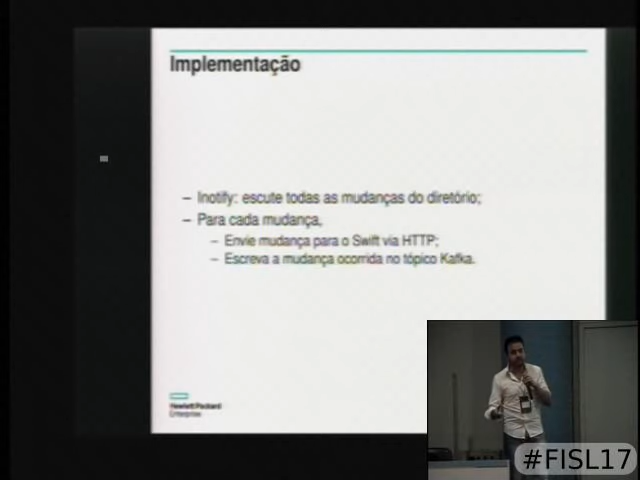 Implementação
– Inotify: escute todas as mudanças do diretório;
– Para cada mudança,
– Envie mudança para o Swift via HTTP;
– Escreva a mudança ocorrida no tópico Kafka.
Hewlett Packard
Enterprise
#FISL17